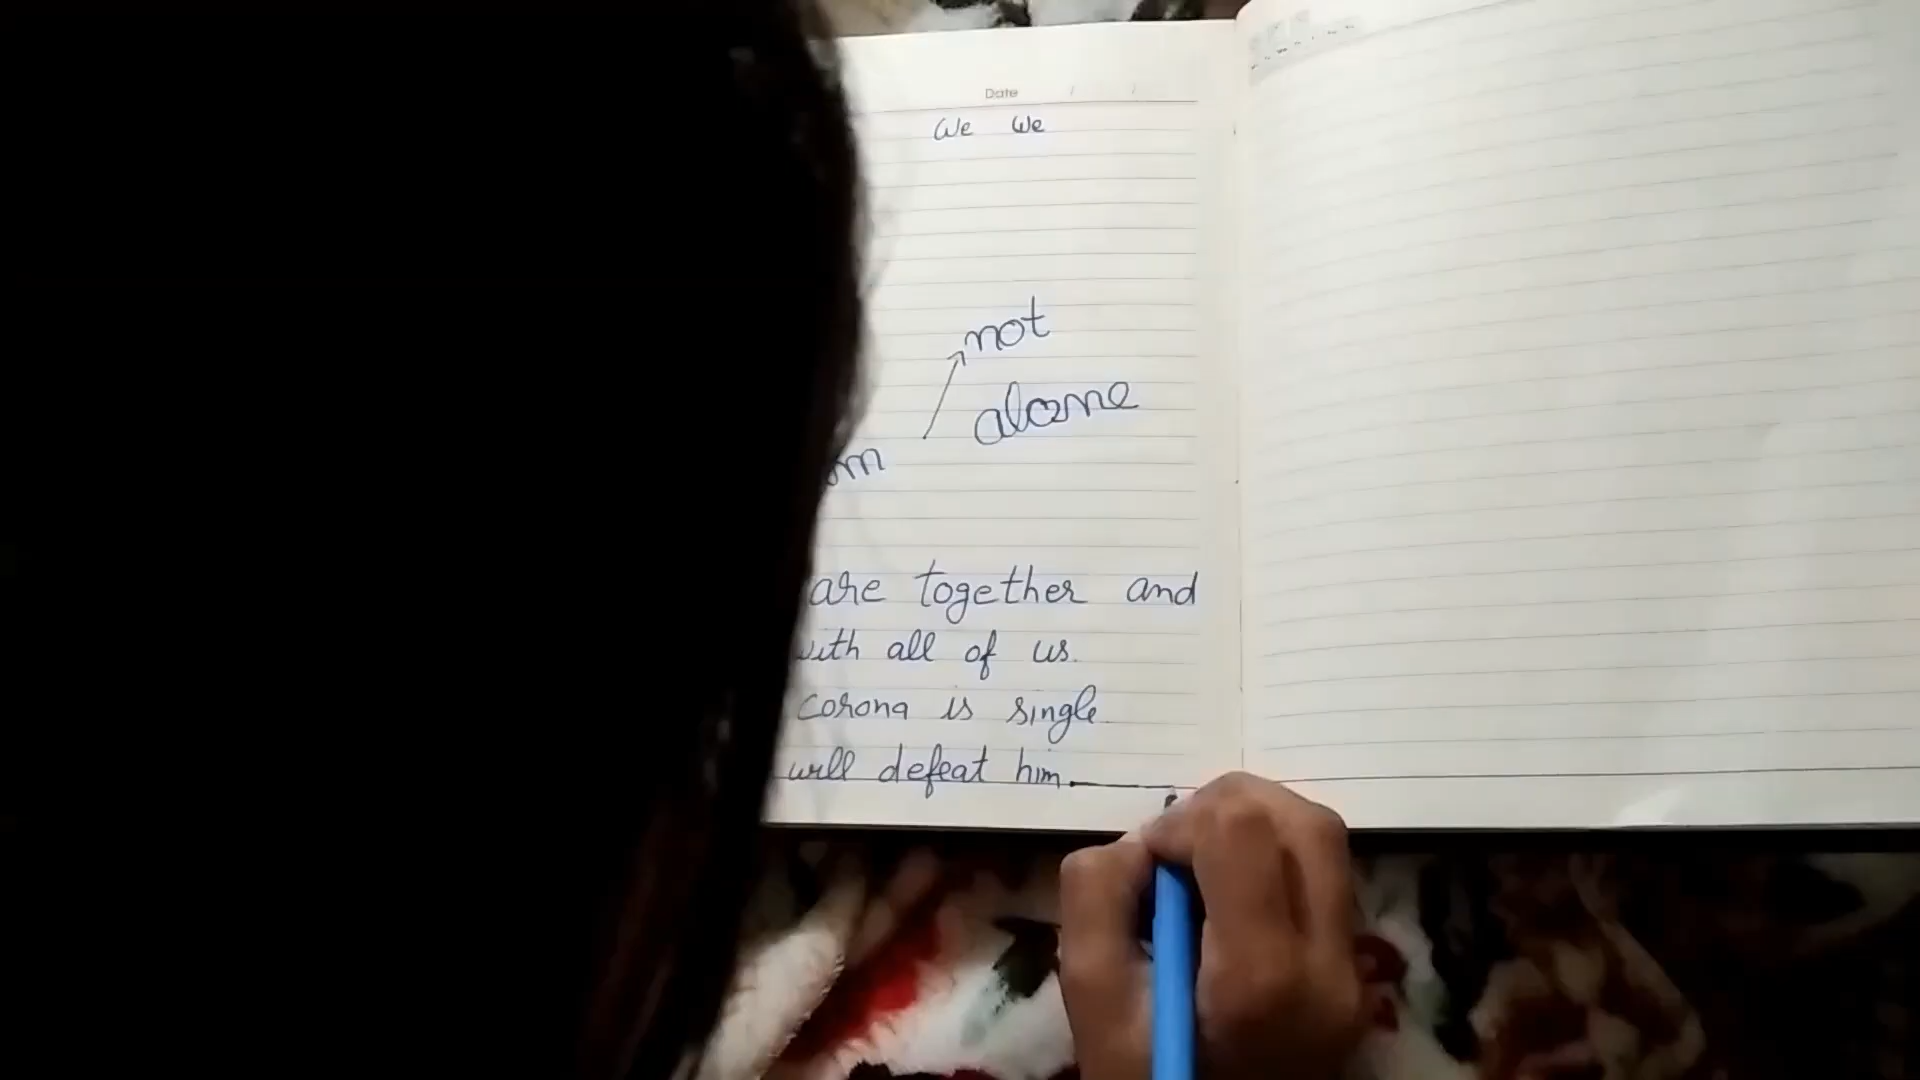 Date / /
We We
not
alone
are together and
with all of us.
corona is single
will defeat him.